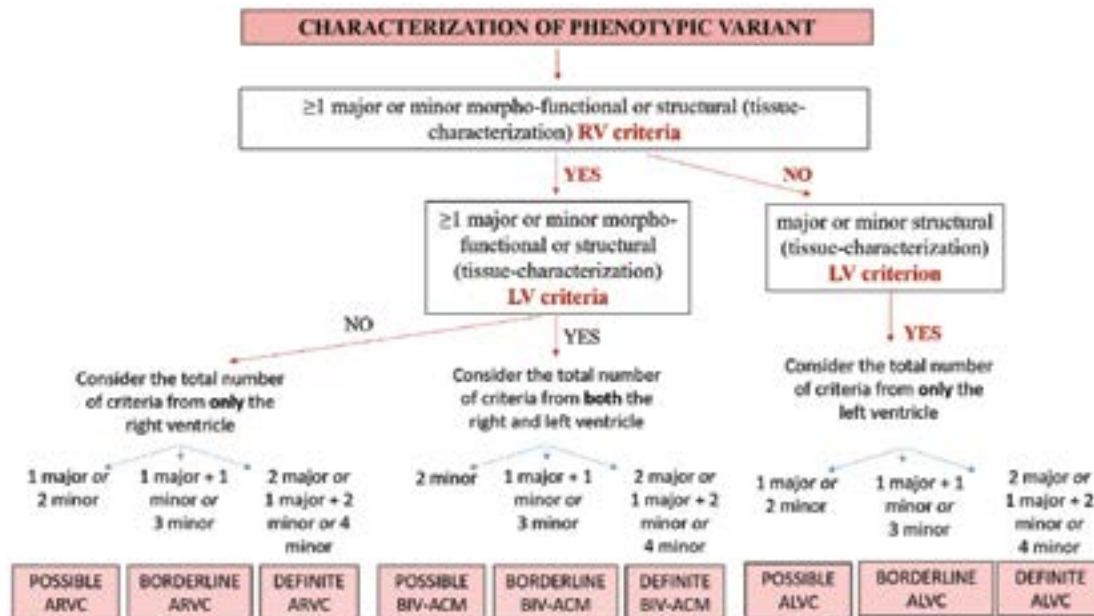 CHARACTERIZATION OF PHENOTYPIC VARIANT
≥1 major or minor morpho-functional or structural (tissue-
characterization) RV criteria
YES
NO
≥1 major or minor morpho-
functional or structural
(tissue-characterization)
LV criteria
major or minor structural
(tissue-characterization)
LV criterion
NO
YES
YES
Consider the total number
of criteria from only the
right ventricle
Consider the total number
of criteria from both the
right and left ventricle
Consider the total number
of criteria from only the
left ventricle
1 major or
2 minor
1 major + 1
minor or
3 minor
2 major or
1 major + 2
minor or 4
minor
2 minor
1 major + 1
minor or
3 minor
2 major or
1 major + 2
minor or
4 minor
1 major or
2 minor
1 major + 1
minor or
3 minor
2 major or
1 major + 2
minor or
4 minor
POSSIBLE
ARVC
BORDERLINE
ARVC
DEFINITE
ARVC
POSSIBLE
BIV-ACM
BORDERLINE
BIV-ACM
DEFINITE
BIV-ACM
POSSIBLE
ALVC
BORDERLINE
ALVC
DEFINITE
ALVC